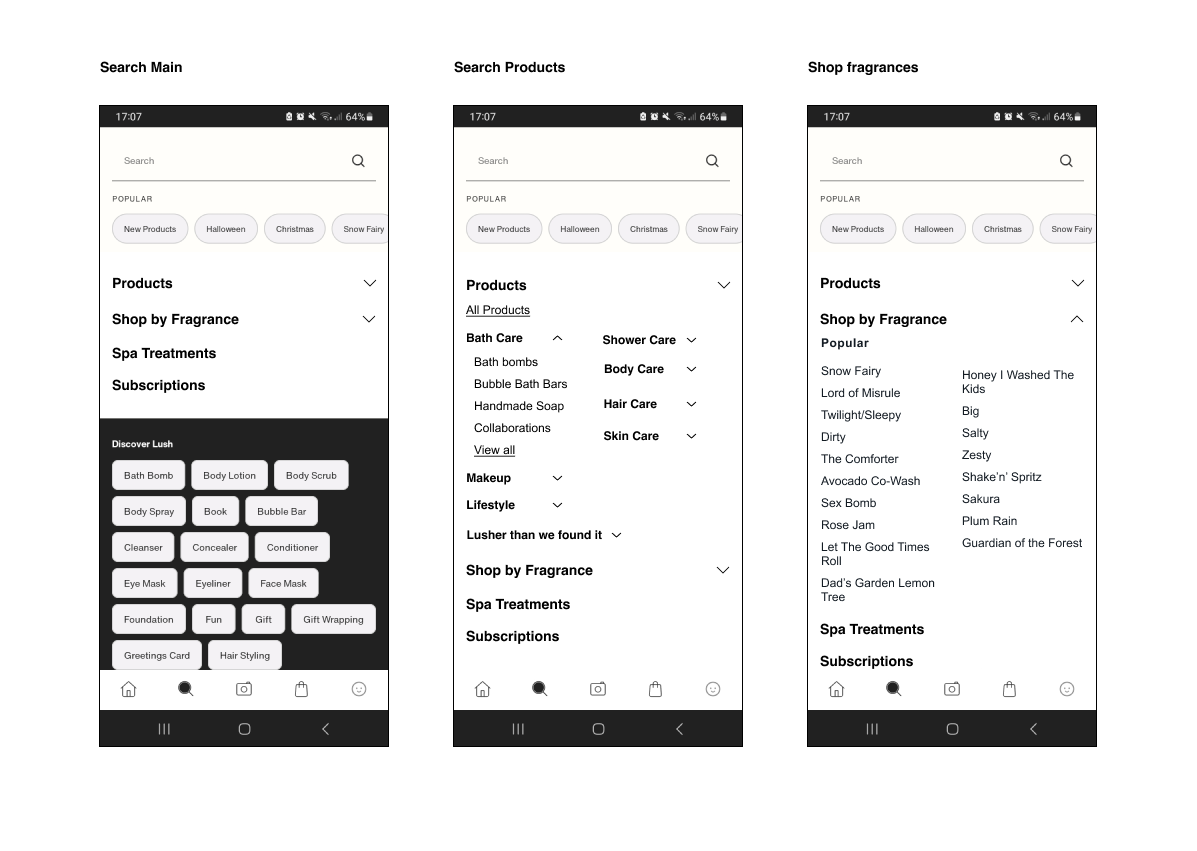 Search Main
17:07
64%
Search
POPULAR
New Products Halloween Christmas Snow Fairy
Products
Shop by Fragrance
Spa Treatments
Subscriptions
Discover Lush
Bath Bomb Body Lotion Body Scrub
Body Spray Book Bubble Bar
Cleanser Concealer Conditioner
Eye Mask Eyeliner Face Mask
Foundation Fun Gift Gift Wrapping
Greetings Card Hair Styling
Search Products
17:07
64%
Search
POPULAR
New Products Halloween Christmas Snow Fairy
Products
All Products
Bath Care
Bath bombs
Bubble Bath Bars
Handmade Soap
Collaborations
View all
Shower Care
Body Care
Hair Care
Skin Care
Makeup
Lifestyle
Lusher than we found it
Shop by Fragrance
Spa Treatments
Subscriptions
Shop fragrances
17:07
64%
Search
POPULAR
New Products Halloween Christmas Snow Fairy
Products
Shop by Fragrance
Popular
Snow Fairy
Lord of Misrule
Twilight/Sleepy
Dirty
The Comforter
Avocado Co-Wash
Sex Bomb
Rose Jam
Let The Good Times
Roll
Dad’s Garden Lemon
Tree
Honey I Washed The
Kids
Big
Salty
Zesty
Shake’n’ Spritz
Sakura
Plum Rain
Guardian of the Forest
Spa Treatments
Subscriptions